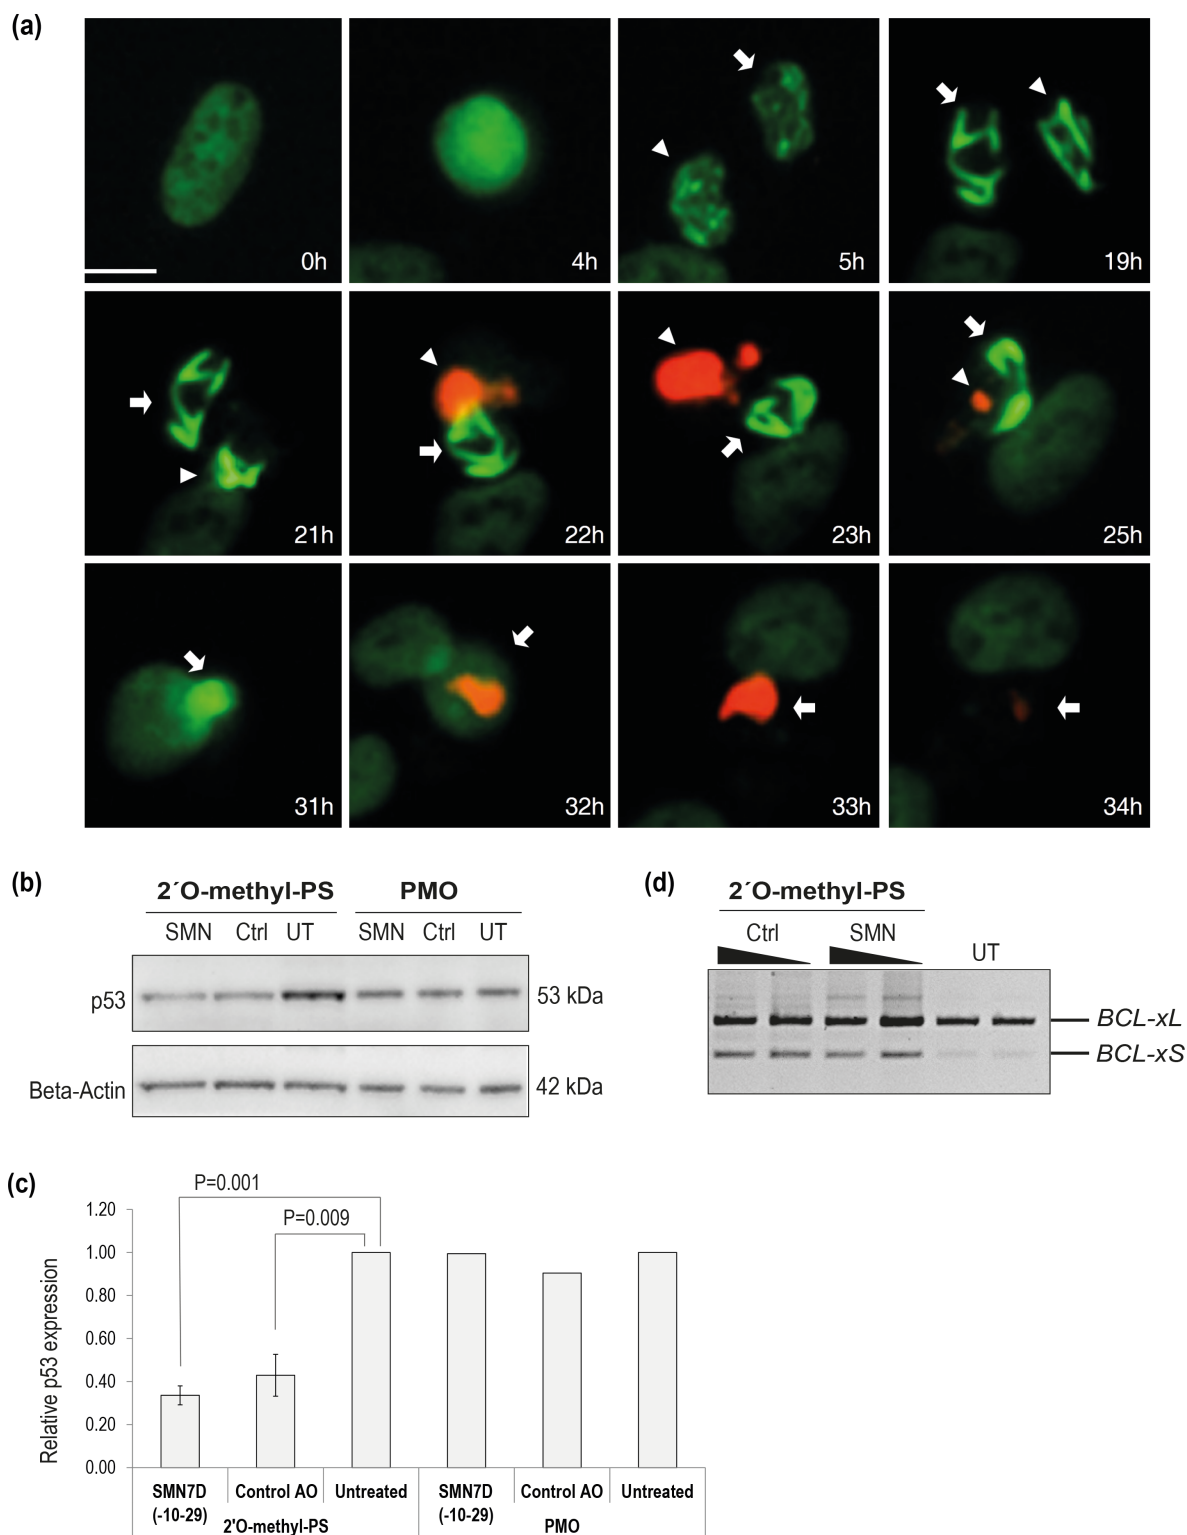 (a)
0h
4h
5h
19h
21h
22h
23h
25h
31h
32h
33h
34h
(b)
2´O-methyl-PS PMO
SMN Ctrl UT SMN Ctrl UT
p53 53 kDa
Beta-Actin 42 kDa
(d)
2´O-methyl-PS
Ctrl SMN UT
BCL-xL
BCL-xS
(c)
P=0.001
P=0.009
Relative p53 expression
1.20
1.00
0.80
0.60
0.40
0.20
0.00
SMN7D Control AO Untreated SMN7D Control AO Untreated
(-10-29) (-10-29)
2'O-methyl-PS PMO